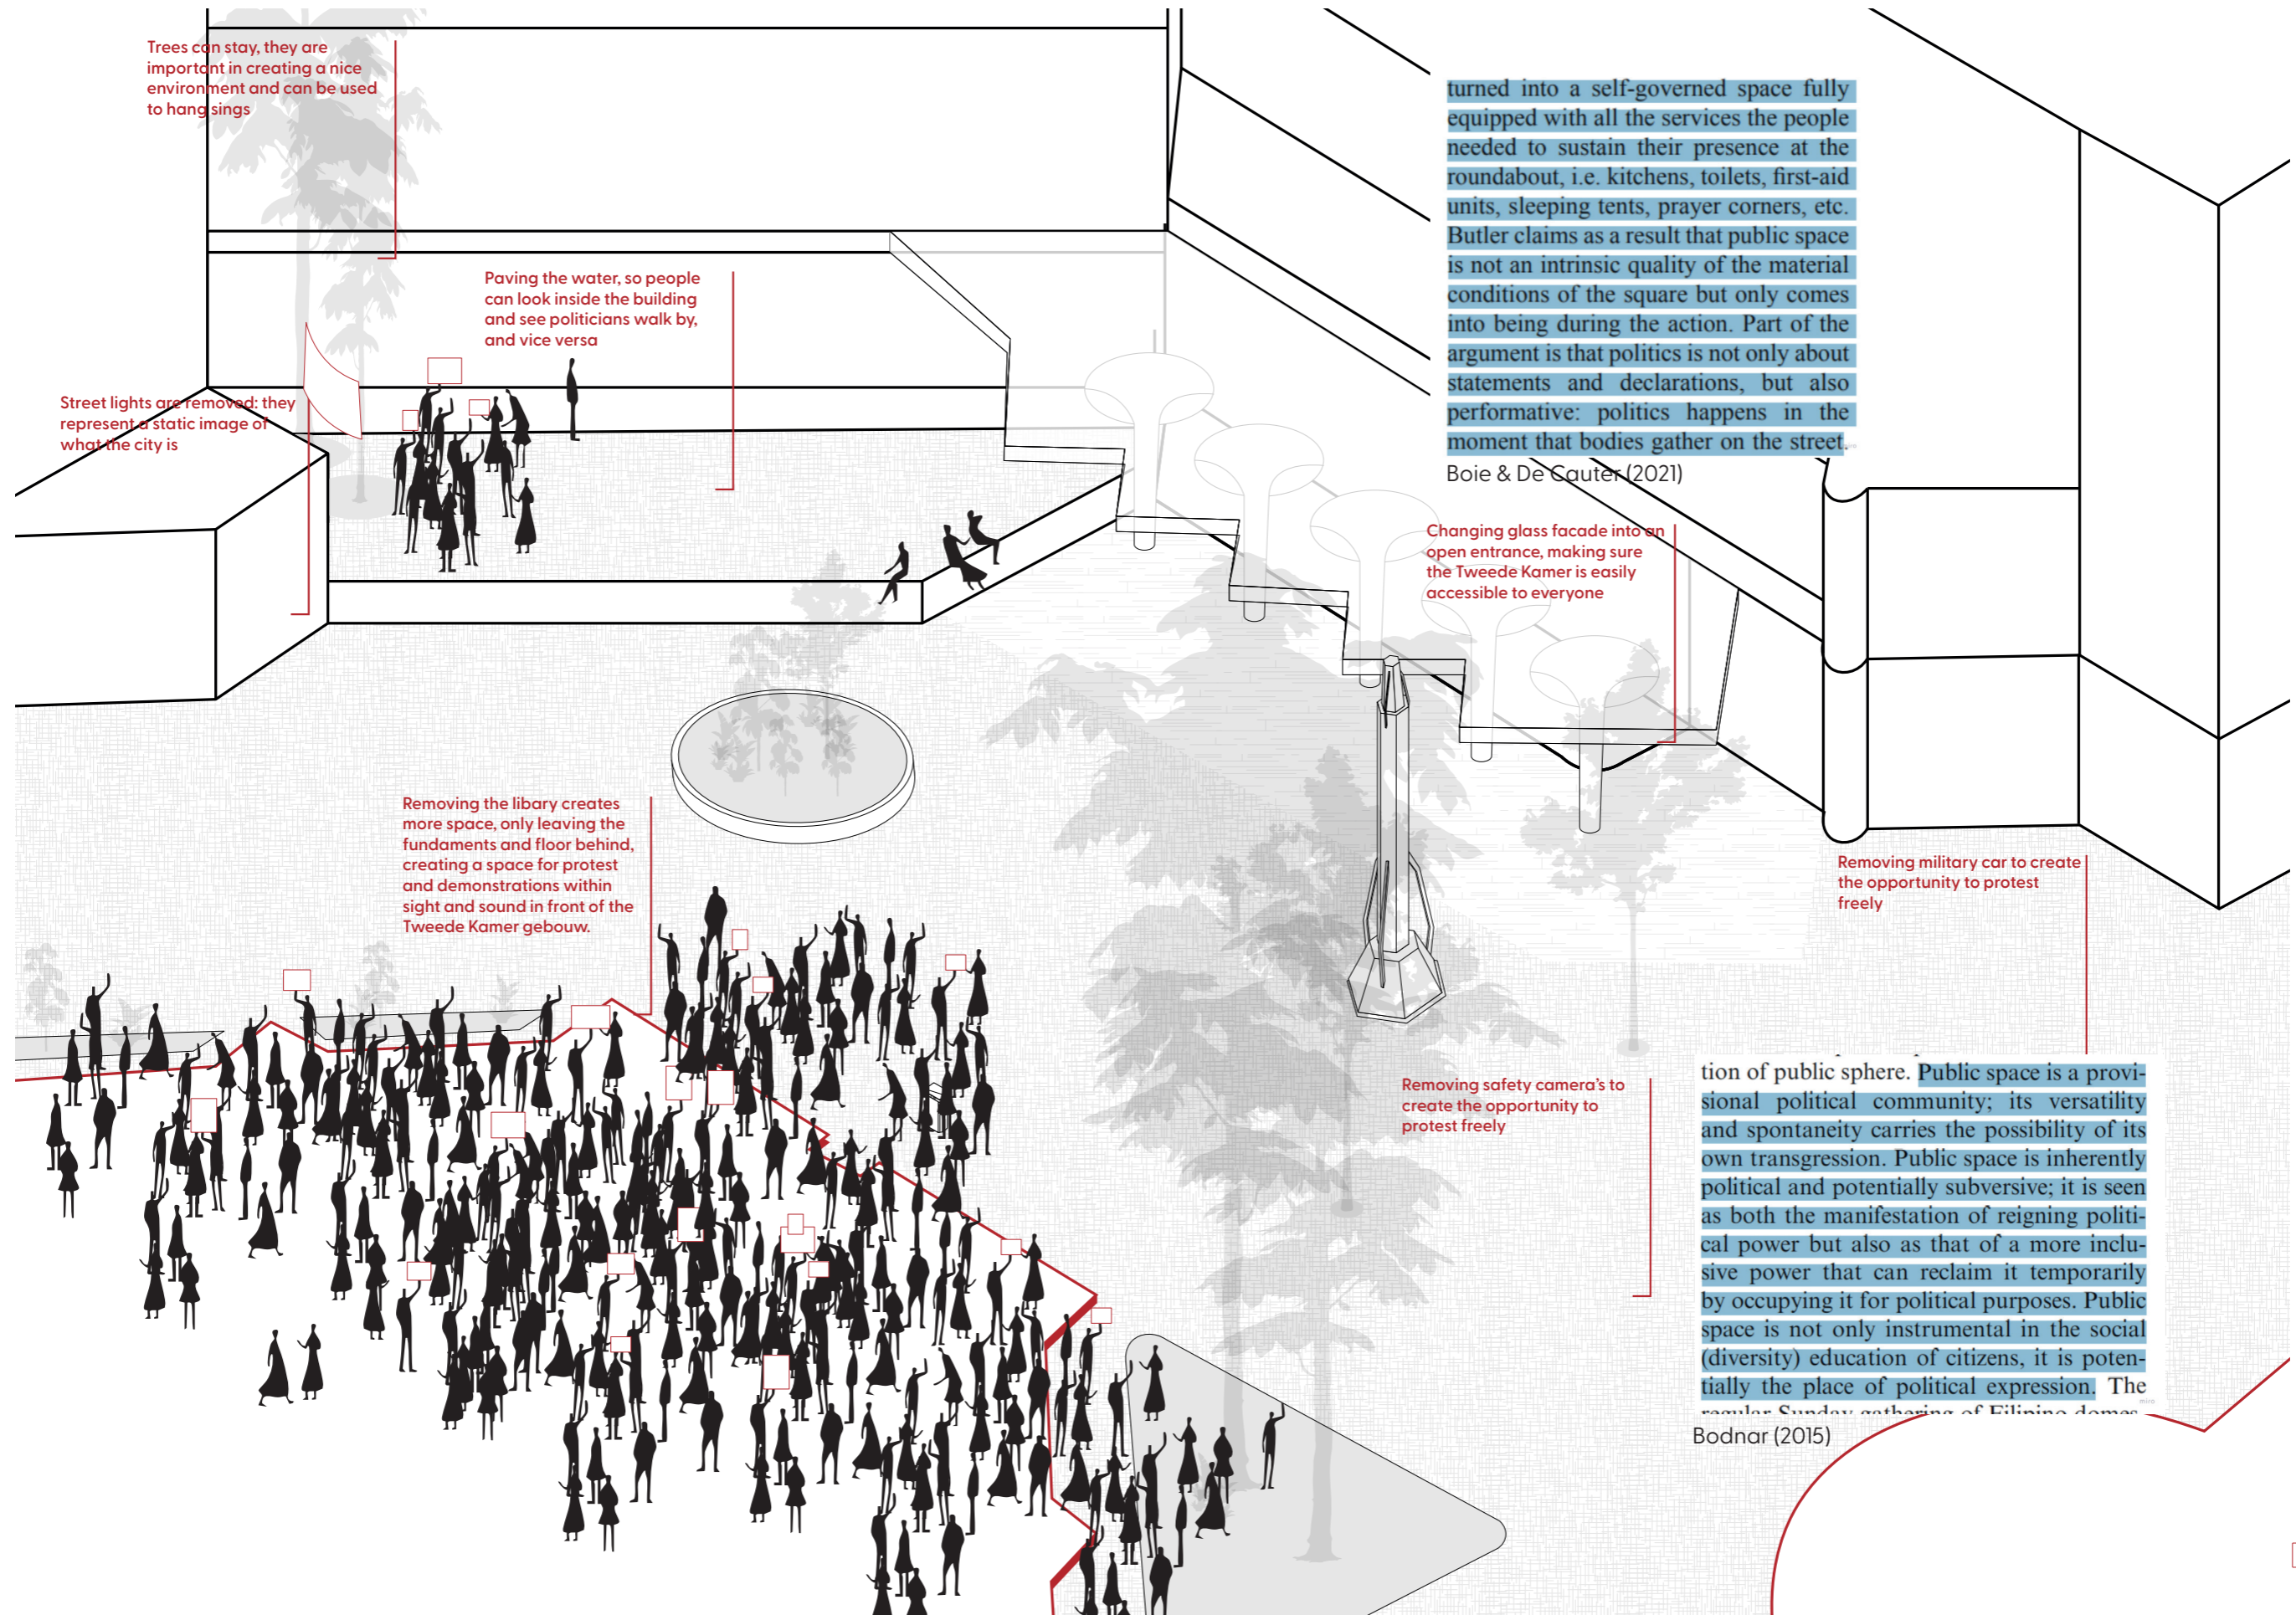 Trees can stay, they are
important in creating a nice
environment and can be used
to hang sings
turned into a self-governed space fully
equipped with all the services the people
needed to sustain their presence at the
roundabout, i.e. kitchens, toilets, first-aid
units, sleeping tents, prayer corners, etc.
Butler claims as a result that public space
is not an intrinsic quality of the material
conditions of the square but only comes
into being during the action. Part of the
argument is that politics is not only about
statements and declarations, but also
performative: politics happens in the
moment that bodies gather on the street.
Boie & De Cauter (2021)
Paving the water, so people
can look inside the building
and see politicians walk by,
and vice versa
Street lights are removed: they
represent a static image of
what the city is
Changing glass facade into an
open entrance, making sure
the Tweede Kamer is easily
accessible to everyone
Removing the libary creates
more space, only leaving the
fundaments and floor behind,
creating a space for protest
and demonstrations within
sight and sound in front of the
Tweede Kamer gebouw.
Removing military car to create
the opportunity to protest
freely
Removing safety camera's to
create the opportunity to
protest freely
tion of public sphere. Public space is a provi-
sional political community; its versatility
and spontaneity carries the possibility of its
own transgression. Public space is inherently
political and potentially subversive; it is seen
as both the manifestation of reigning politi-
cal power but also as that of a more inclu-
sive power that can reclaim it temporarily
by occupying it for political purposes. Public
space is not only instrumental in the social
(diversity) education of citizens, it is poten-
tially the place of political expression. The
regular Sunday gathering of Filipino domes-
miro
Bodnar (2015)